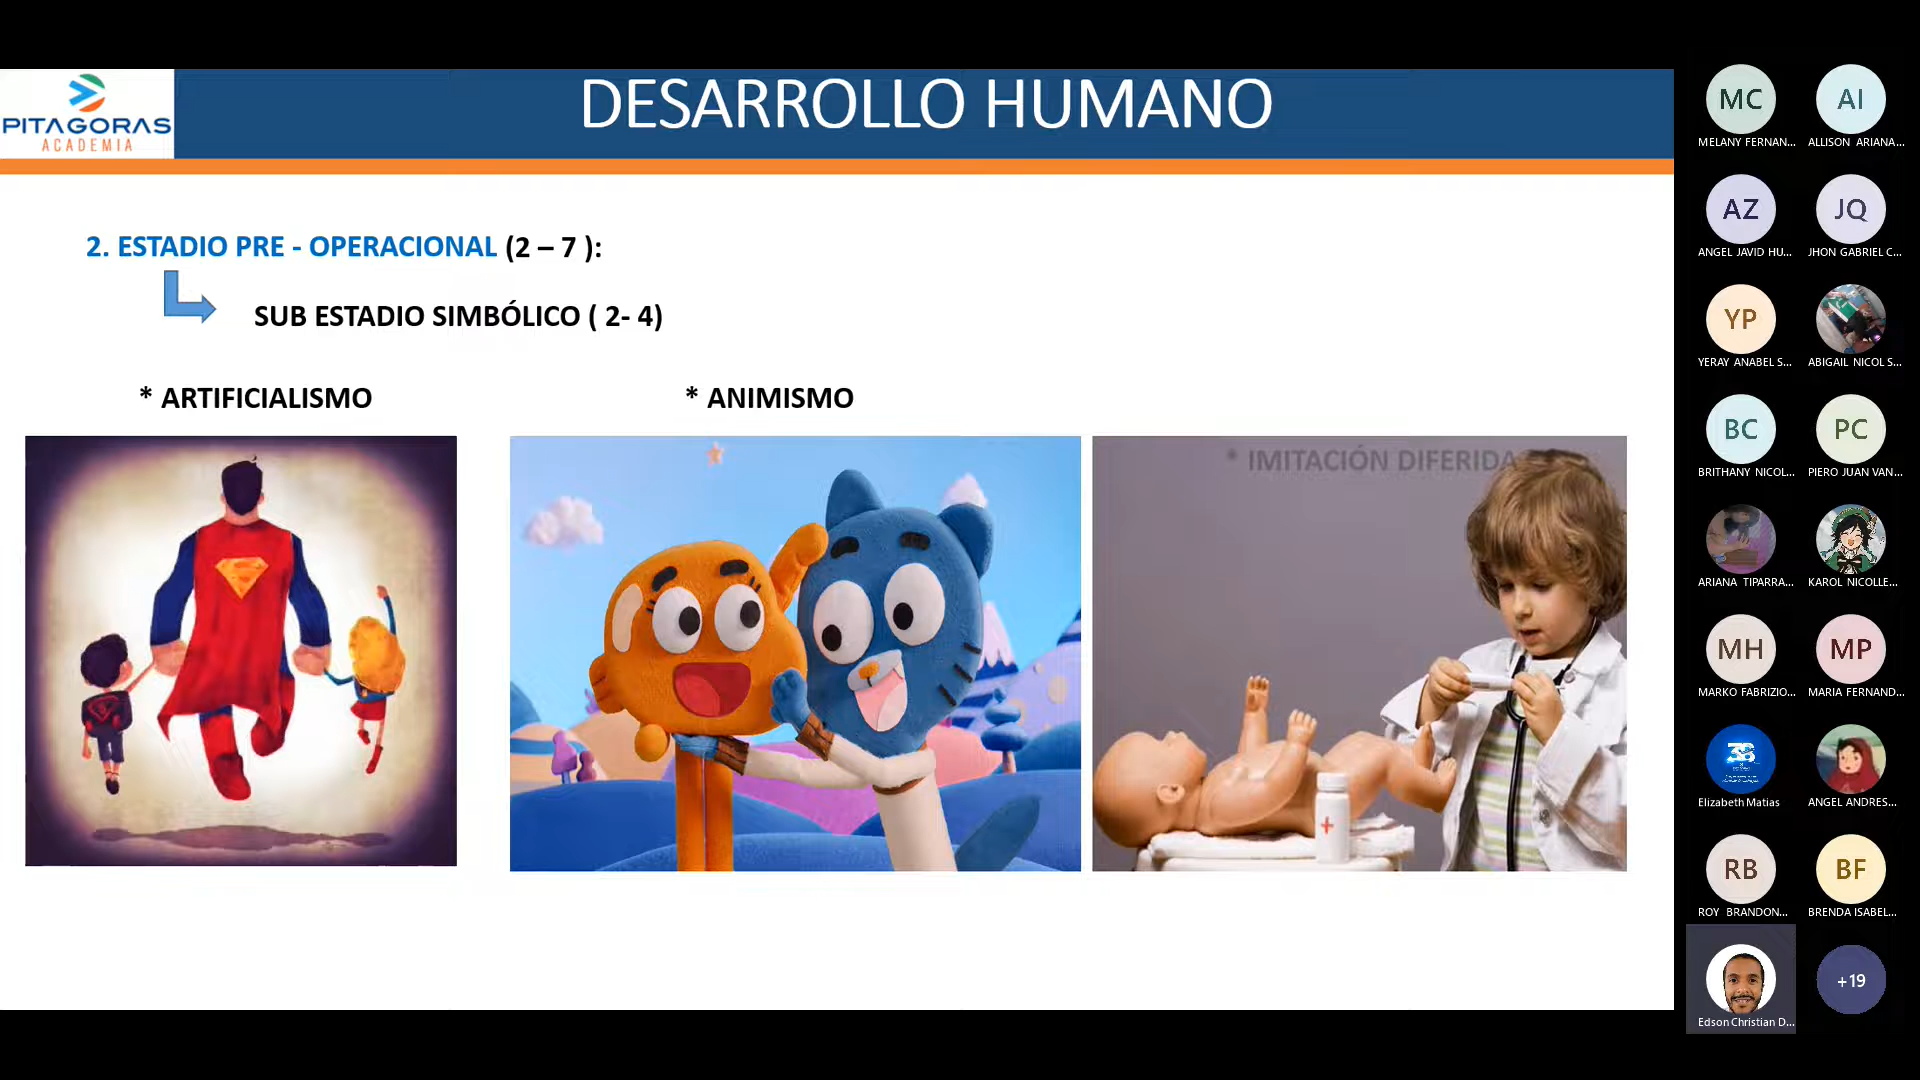 PITAGORAS
ACADEMIA
DESARROLLO HUMANO
2. ESTADIO PRE - OPERACIONAL (2 – 7 ):
SUB ESTADIO SIMBÓLICO ( 2- 4)
* ARTIFICIALISMO
* ANIMISMO
* IMITACIÓN DIFERIDA
MC
AI
MELANY FERNAN...
ALLISON ARIANA...
AZ
JQ
ANGEL JAVID HU...
JHON GABRIEL C...
YP
YERAY ANABEL S...
ABIGAIL NICOL S...
BC
PC
BRITHANY NICOL...
PIERO JUAN VAN...
ARIANA TIPARRA...
KAROL NICOLLE...
MH
MP
MARKO FABRIZIO...
MARIA FERNAND...
38
Elizabeth Matias
ANGEL ANDRES...
RB
BF
ROY BRANDON...
BRENDA ISABEL...
+19
Edson Christian D...